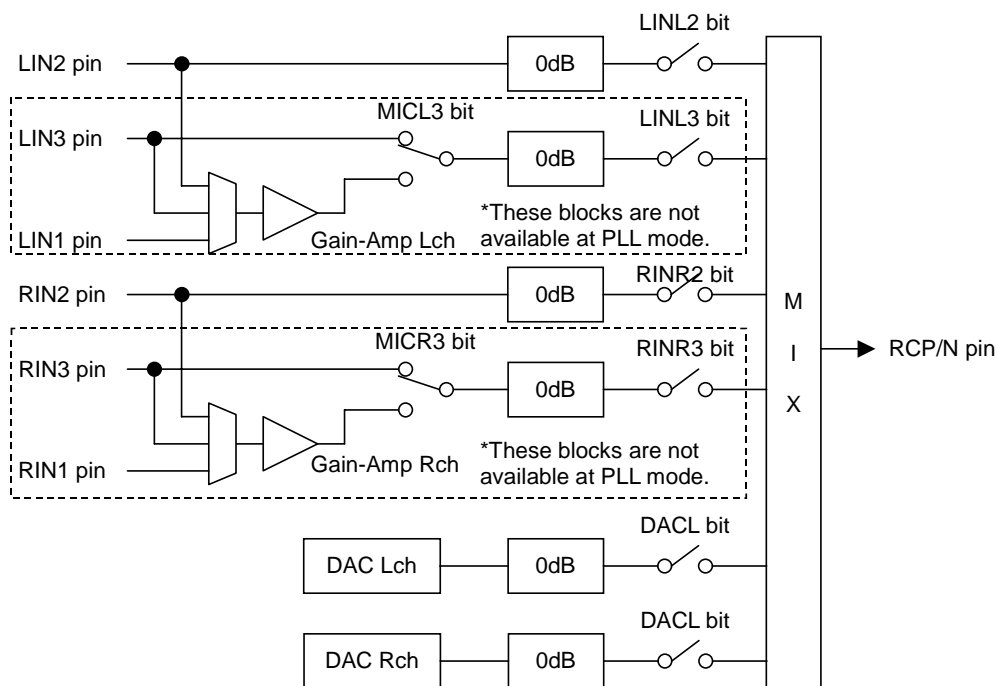 LINL2 bit
LIN2 pin
0dB
MICL3 bit
LINL3 bit
LIN3 pin
0dB
*These blocks are not
available at PLL mode.
LIN1 pin
Gain-Amp Lch
RINR2 bit
RIN2 pin
0dB
M
I
X
MICR3 bit
RINR3 bit
RCP/N pin
RIN3 pin
0dB
*These blocks are not
available at PLL mode.
RIN1 pin
Gain-Amp Rch
DACL bit
DAC Lch
0dB
DACL bit
DAC Rch
0dB